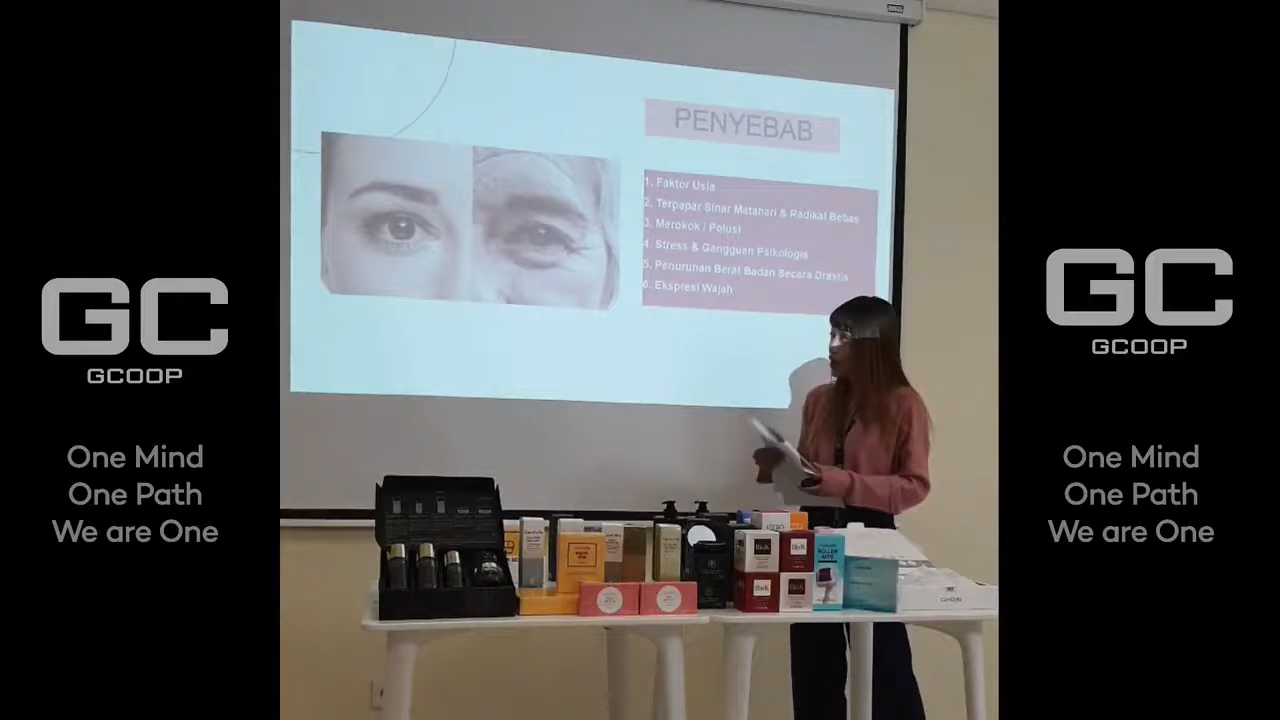 GC
GCOOP
One Mind
One Path
We are One
PENYEBAB
1. Faktor Usia
2. Terpapar Sinar Matahari & Radikal Bebas
3. Merokok / Polusi
4. Stress & Gangguan Psikologis
5. Penurunan Berat Badan Secara Drastis
6. Ekspresi Wajah
ROLLER
GC
GCOOP
One Mind
One Path
We are One